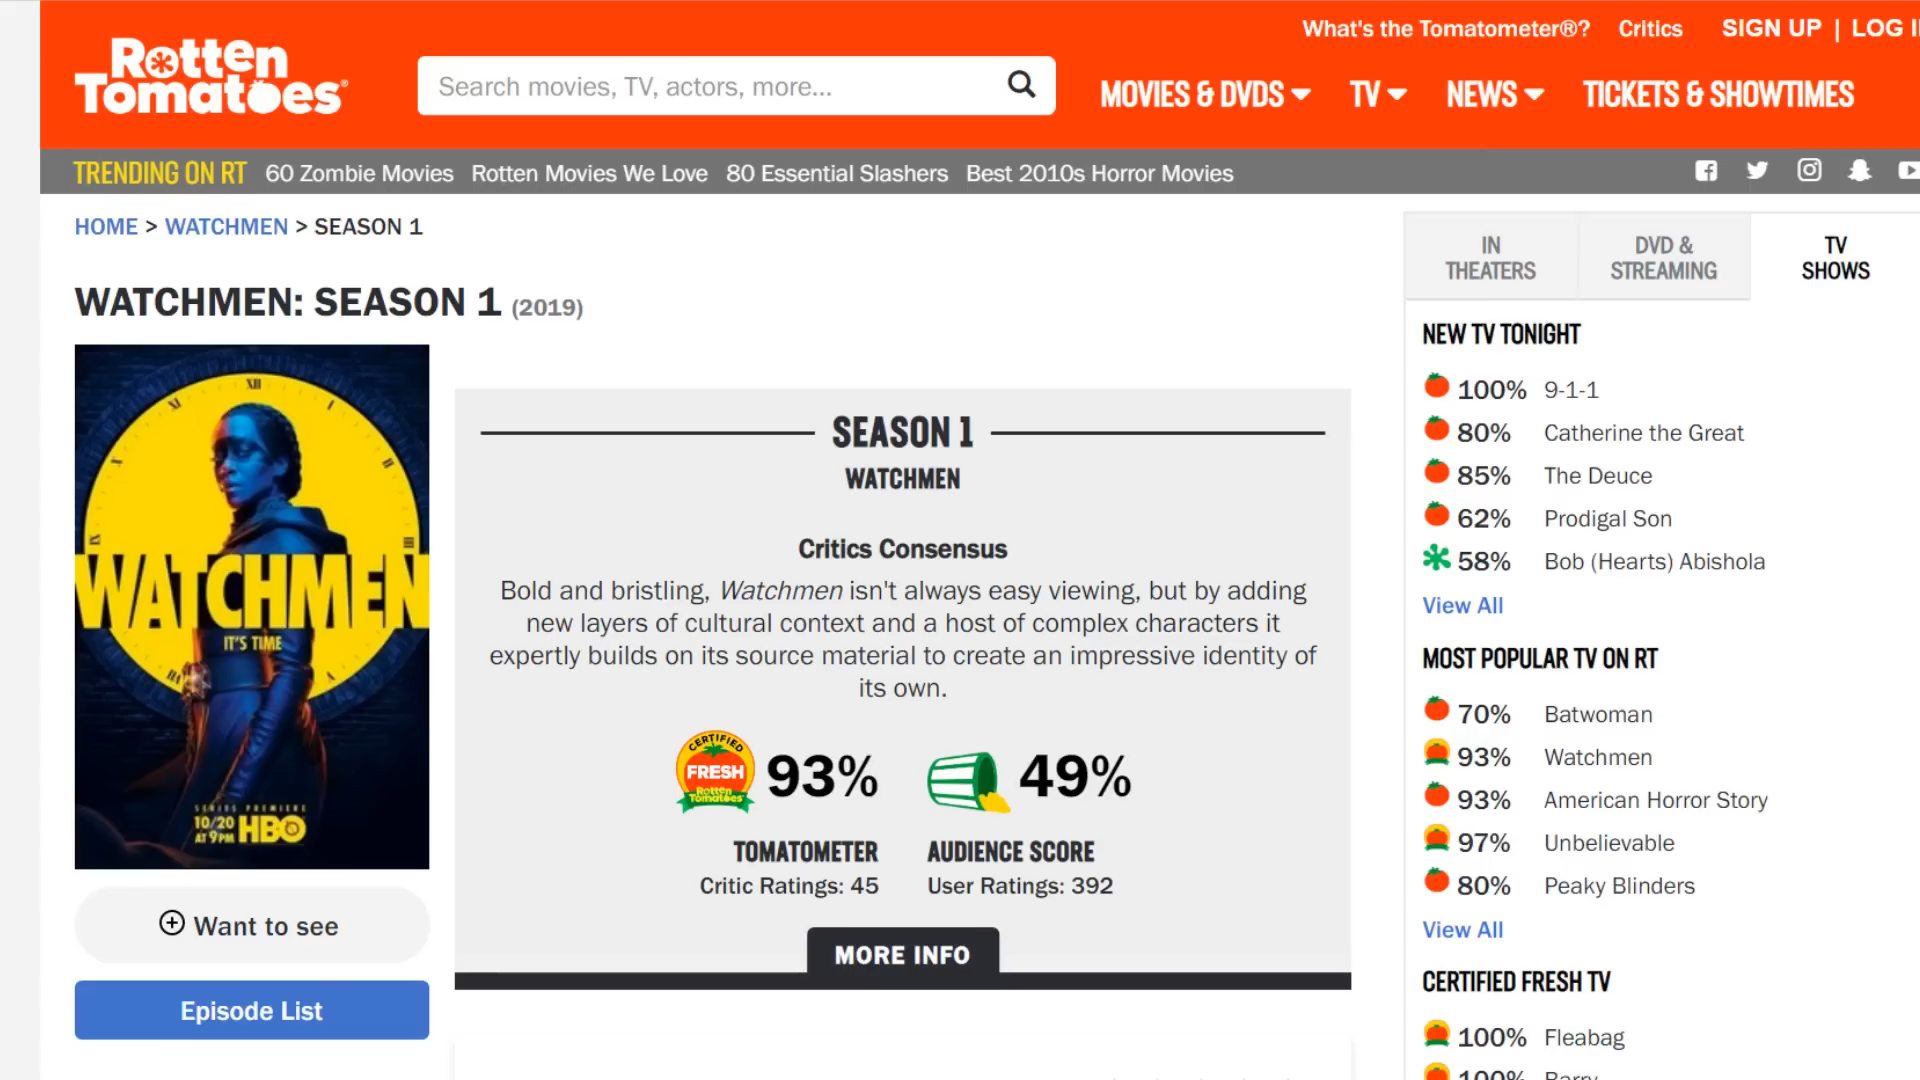 What's the Tomatometer®? Critics SIGN UP | LOG I
Rotten
Tomatoes®
Search movies, TV, actors, more...
MOVIES & DVDS TV NEWS TICKETS & SHOWTIMES
TRENDING ON RT 60 Zombie Movies Rotten Movies We Love 80 Essential Slashers Best 2010s Horror Movies
HOME > WATCHMEN > SEASON 1
WATCHMEN: SEASON 1 (2019)
XII
WATCHMEN
IT'S TIME
SERIES PREMIERE
10/20
AT 9PM HBO
Want to see
Episode List
SEASON 1
WATCHMEN
Critics Consensus
Bold and bristling, Watchmen isn't always easy viewing, but by adding
new layers of cultural context and a host of complex characters it
expertly builds on its source material to create an impressive identity of
its own.
CERTIFIED
FRESH
Rotten
Tomatoes
93%
49%
TOMATOMETER
Critic Ratings: 45
AUDIENCE SCORE
User Ratings: 392
MORE INFO
IN
THEATERS
DVD &
STREAMING
TV
SHOWS
NEW TV TONIGHT
100% 9-1-1
80% Catherine the Great
85% The Deuce
62% Prodigal Son
58% Bob (Hearts) Abishola
View All
MOST POPULAR TV ON RT
70% Batwoman
93% Watchmen
93% American Horror Story
97% Unbelievable
80% Peaky Blinders
View All
CERTIFIED FRESH TV
100% Fleabag
100% Barry